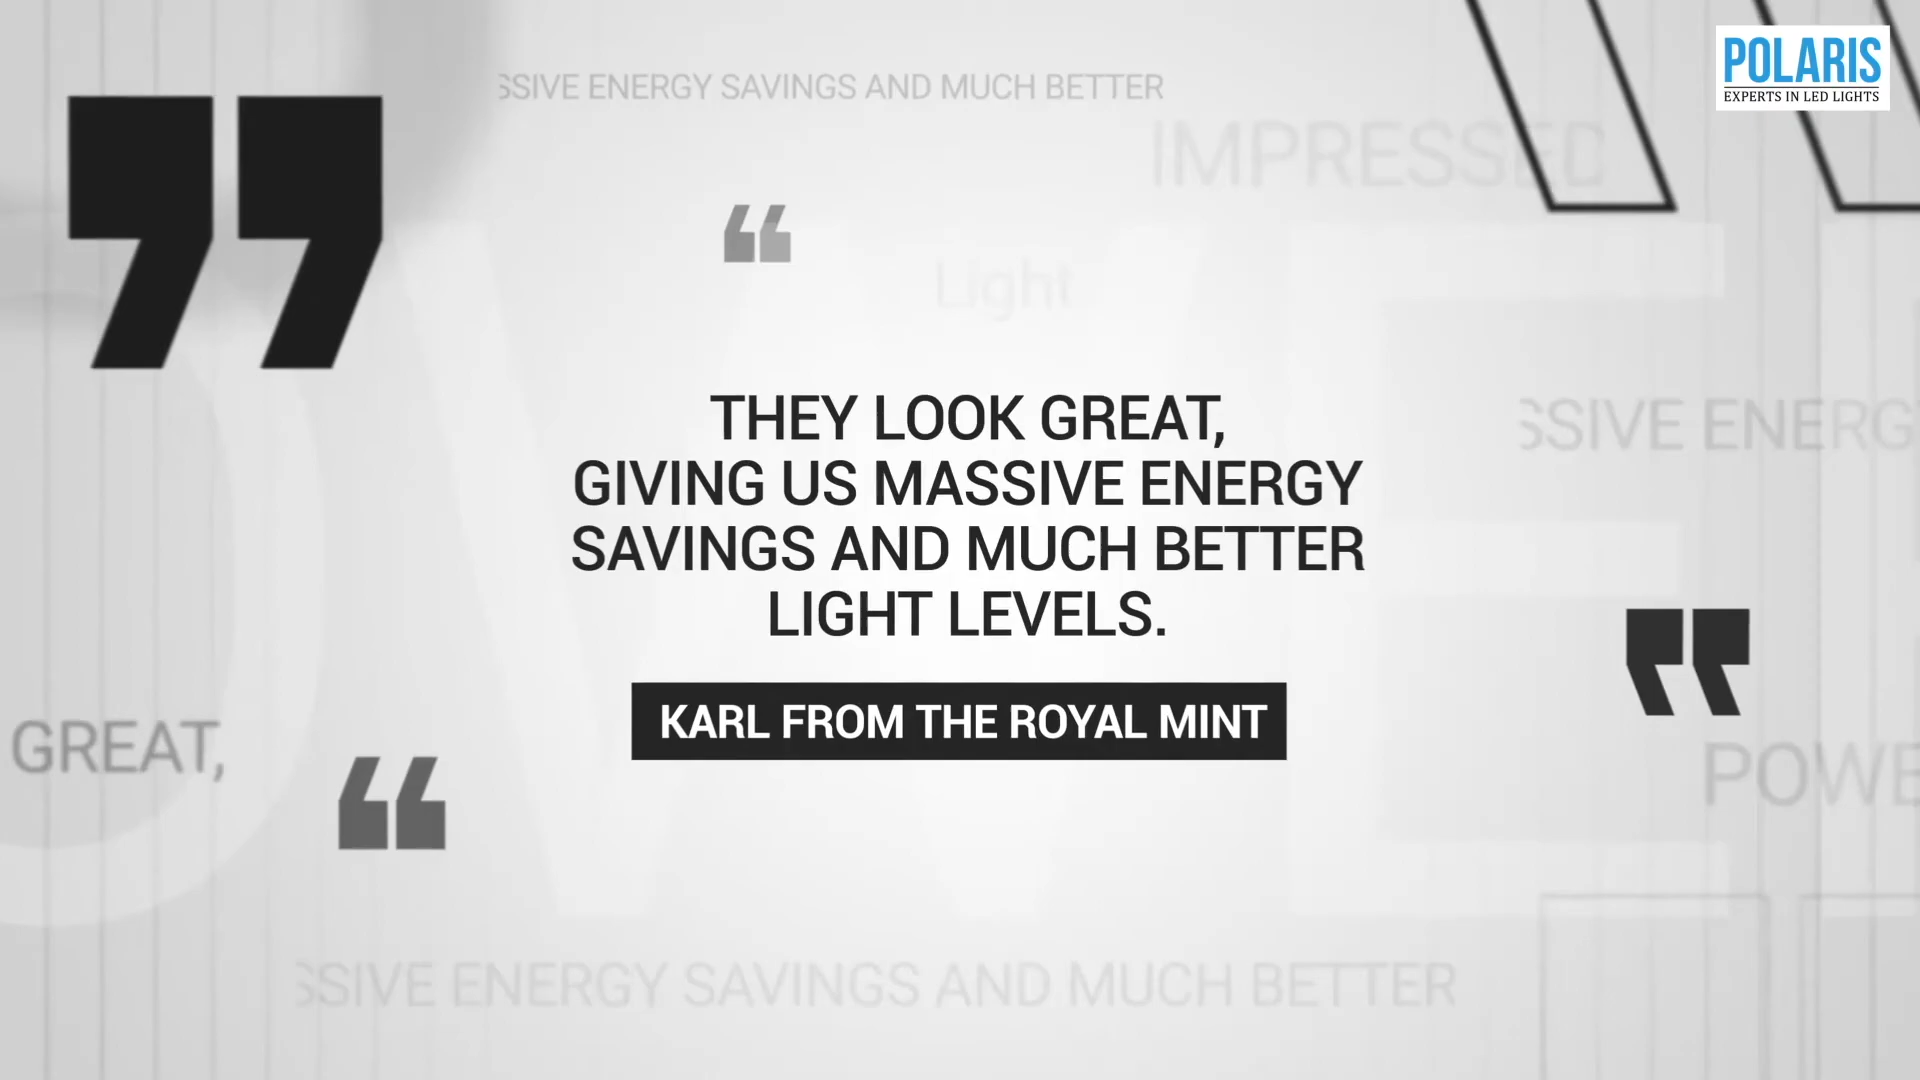 POLARIS
EXPERTS IN LED LIGHTS
SSIVE ENERGY SAVINGS AND MUCH BETTER
IMPRESSED
Light
THEY LOOK GREAT,
GIVING US MASSIVE ENERGY
SAVINGS AND MUCH BETTER
LIGHT LEVELS.
KARL FROM THE ROYAL MINT
SSIVE ENERG
GREAT,
POWE
SSIVE ENERGY SAVINGS AND MUCH BETTER